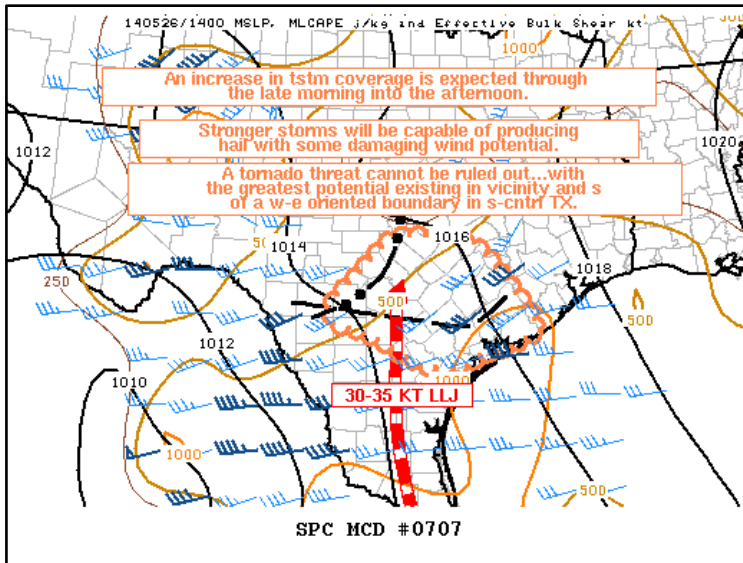 140526/1400 MSLP, MLCAPE j/kg and Effective Bulk Shear kt
1000
An increase in tstm coverage is expected through
the late morning into the afternoon.
Stronger storms will be capable of producing
hail with some damaging wind potential.
1012
1020
A tornado threat cannot be ruled out...with
the greatest potential existing in vicinity and s
of a w-e oriented boundary in s-cntrl TX.
1014
1016
1018
250
500
500
1012
1010
1000
30-35 KT LLJ
1000
500
SPC MCD #0707